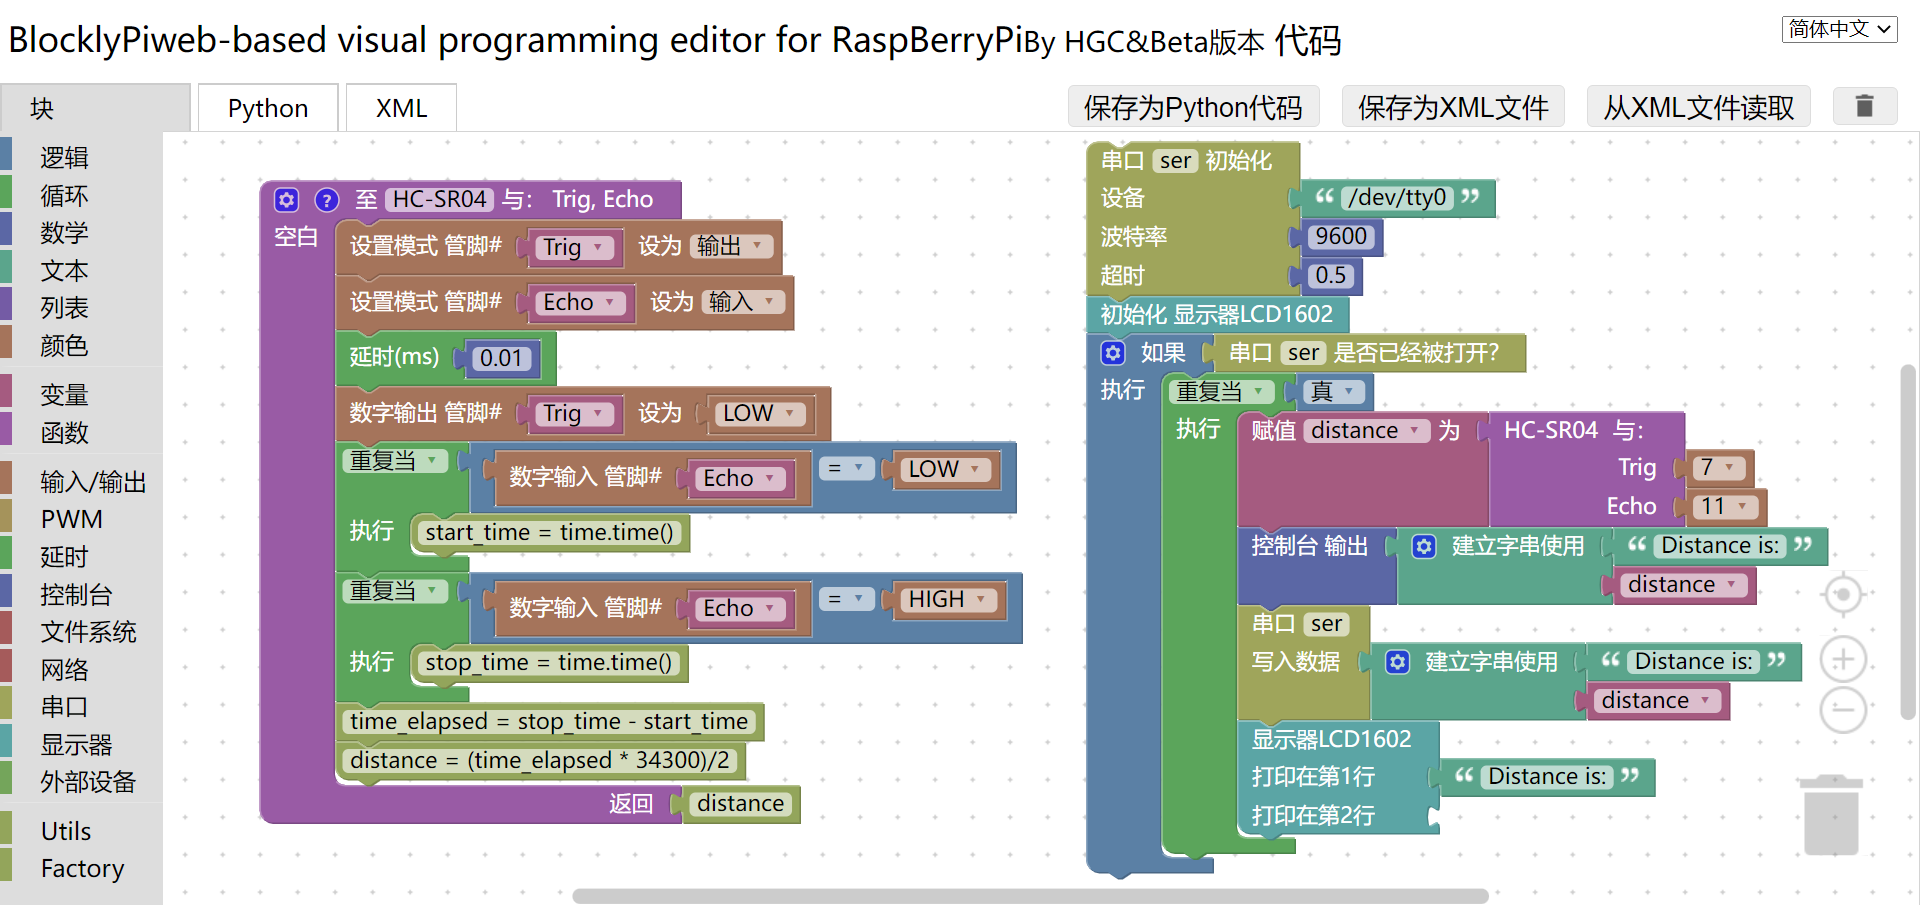 BlocklyPiweb-based visual programming editor for RaspBerryPiBy HGC&Beta版本 代码
简体中文
块
Python
XML
保存为Python代码
保存为XML文件
从XML文件读取
逻辑
循环
数学
文本
列表
颜色
变量
函数
输入/输出
PWM
延时
控制台
文件系统
网络
串口
显示器
外部设备
Utils
Factory
? 至 HC-SR04 与: Trig, Echo
空白
设置模式 管脚# Trig 设为 输出
设置模式 管脚# Echo 设为 输入
延时(ms) 0.01
数字输出 管脚# Trig 设为 LOW
重复当 数字输入 管脚# Echo = LOW
执行 start_time = time.time()
重复当 数字输入 管脚# Echo = HIGH
执行 stop_time = time.time()
time_elapsed = stop_time - start_time
distance = (time_elapsed * 34300)/2
返回 distance
串口 ser 初始化
设备 “ /dev/tty0 ”
波特率 9600
超时 0.5
初始化 显示器LCD1602
如果 串口 ser 是否已经被打开?
执行 重复当 真
执行 赋值 distance 为 HC-SR04 与:
Trig 7
Echo 11
控制台 输出 建立字串使用 “ Distance is: ”
distance
串口 ser
写入数据 建立字串使用 “ Distance is: ”
distance
显示器LCD1602
打印在第1行 “ Distance is: ”
打印在第2行